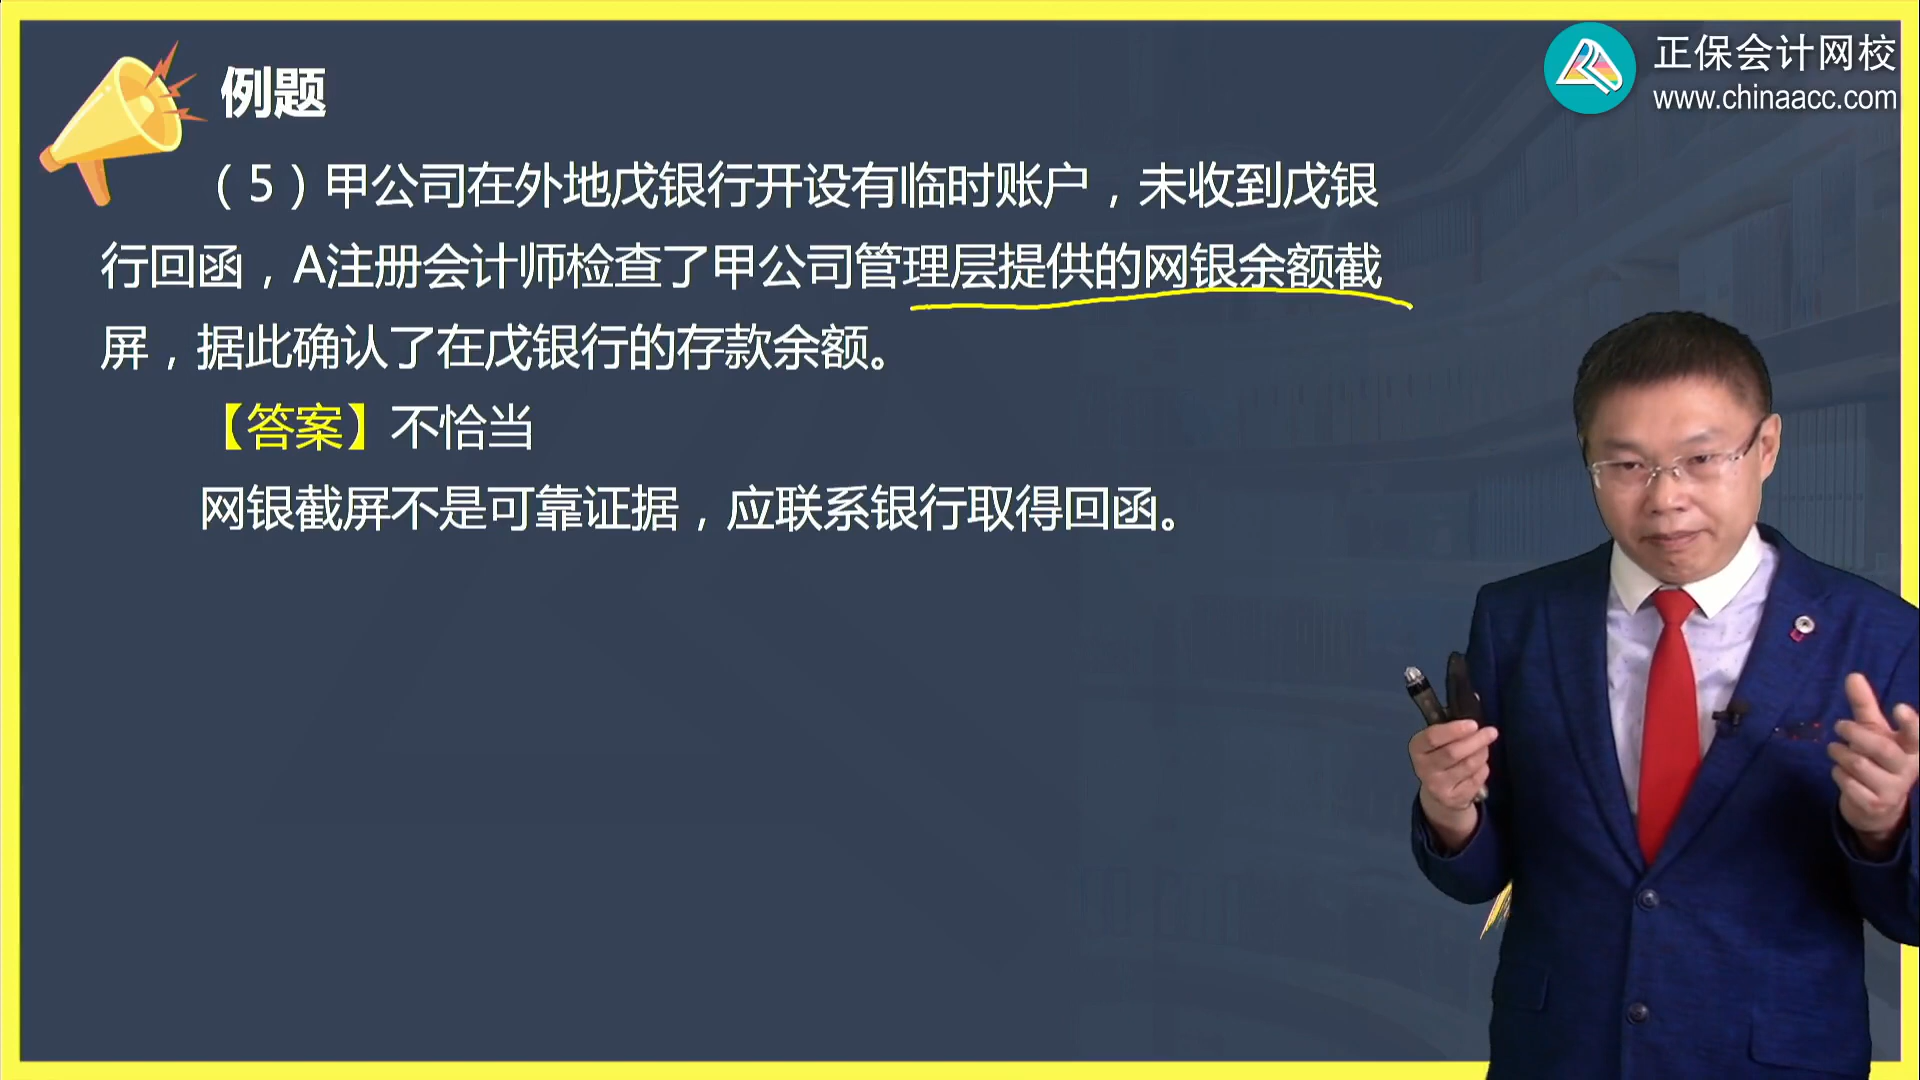 正保会计网校
www.chinaacc.com
例题
（5）甲公司在外地戊银行开设有临时账户，未收到戊银
行回函，A注册会计师检查了甲公司管理层提供的网银余额截
屏，据此确认了在戊银行的存款余额。
【答案】不恰当
网银截屏不是可靠证据，应联系银行取得回函。